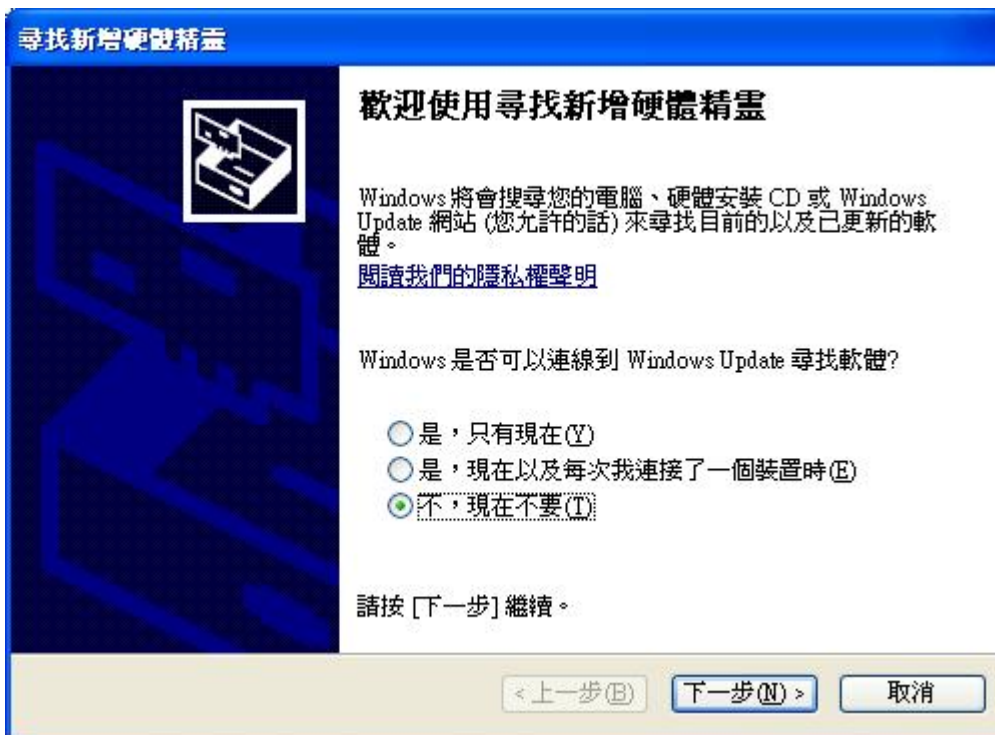 尋找新增硬體精靈
歡迎使用尋找新增硬體精靈
Windows 將會搜尋您的電腦、硬體安裝 CD 或 Windows
Update 網站 (您允許的話) 來尋找目前的以及已更新的軟
體。
閱讀我們的隱私權聲明
Windows 是否可以連線到 Windows Update 尋找軟體?
是，只有現在(Y)
是，現在以及每次我連接了一個裝置時(E)
不，現在不要(T)
請按 [下一步] 繼續。
< 上一步(B)
下一步(N) >
取消